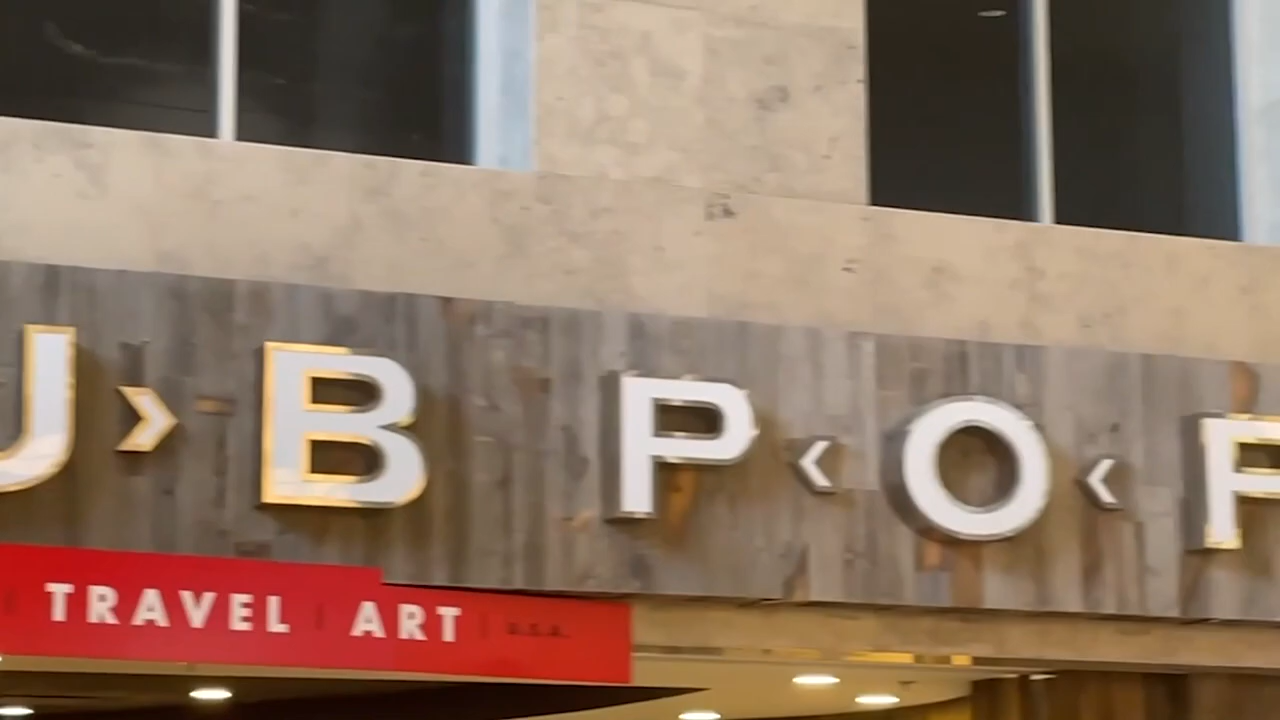 U › B P ‹ O ‹ P
TRAVEL | ART | U.S.A.